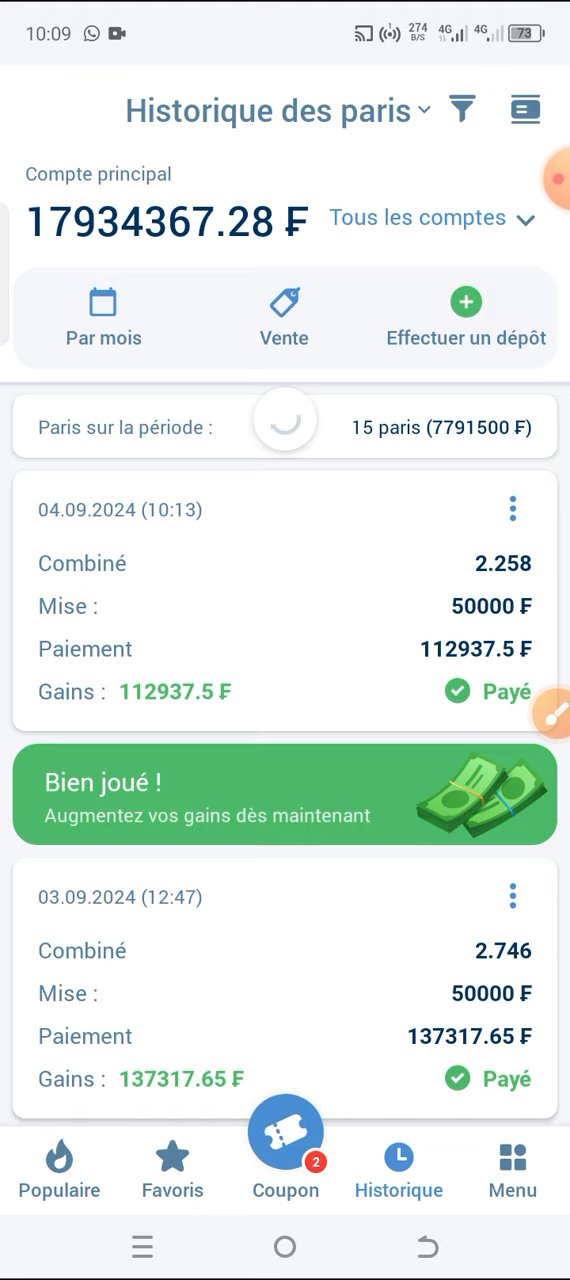 10:09 274 B/S 4G 4G 73
Historique des paris
Compte principal
17934367.28 ₣ Tous les comptes
Par mois Vente Effectuer un dépôt
Paris sur la période : 15 paris (7791500 ₣)
04.09.2024 (10:13)
Combiné 2.258
Mise : 50000 ₣
Paiement 112937.5 ₣
Gains : 112937.5 ₣ Payé
Bien joué !
Augmentez vos gains dès maintenant
03.09.2024 (12:47)
Combiné 2.746
Mise : 50000 ₣
Paiement 137317.65 ₣
Gains : 137317.65 ₣ Payé
2
Populaire Favoris Coupon Historique Menu